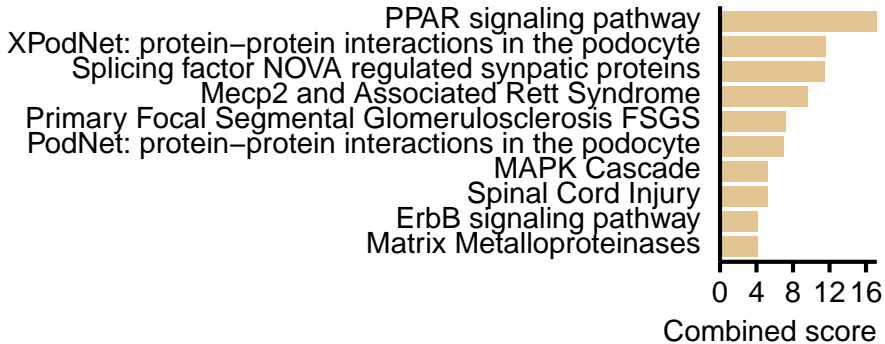 PPAR signaling pathway
XPodNet: protein−protein interactions in the podocyte
Splicing factor NOVA regulated synpatic proteins
Mecp2 and Associated Rett Syndrome
Primary Focal Segmental Glomerulosclerosis FSGS
PodNet: protein−protein interactions in the podocyte
MAPK Cascade
Spinal Cord Injury
ErbB signaling pathway
Matrix Metalloproteinases
0 4 8 12 16
Combined score